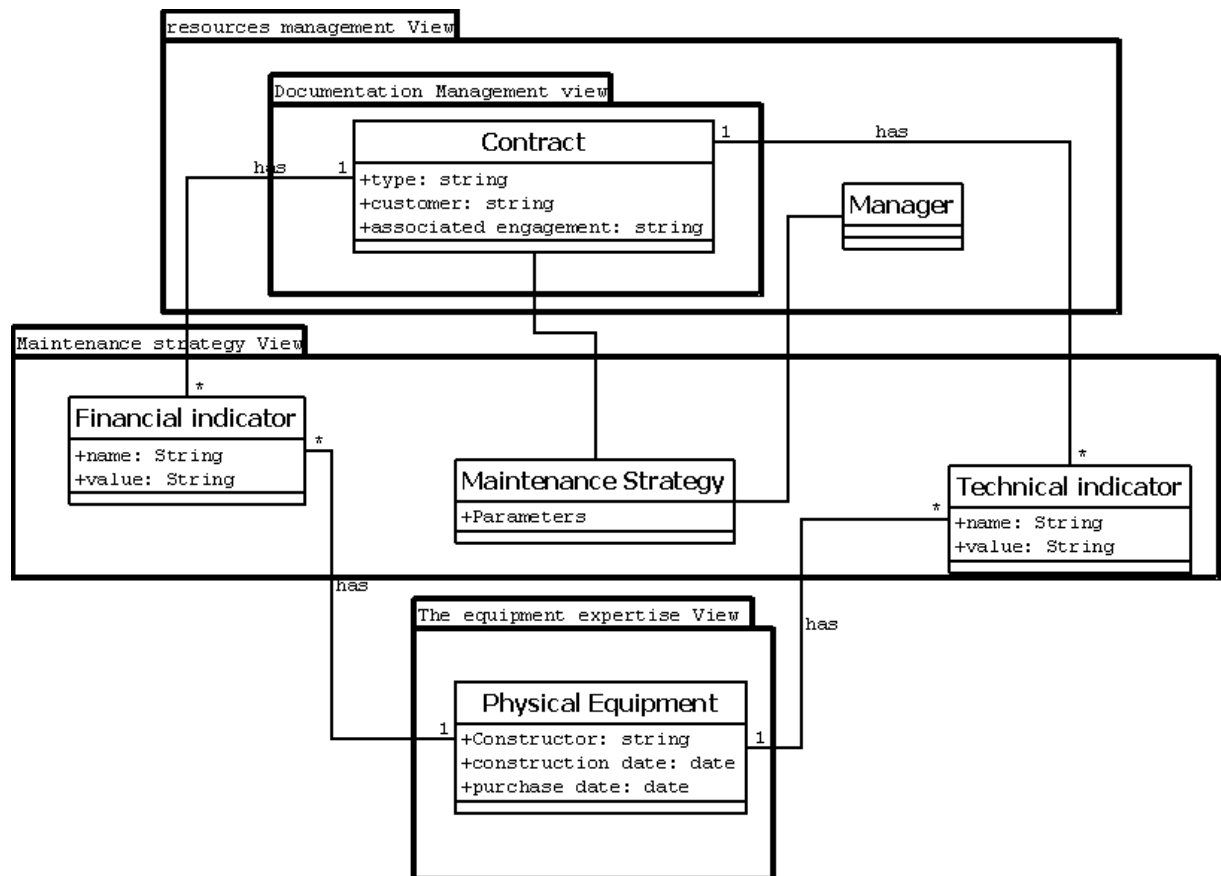 resources management View
Documentation Management view
Contract
1
has
has
1
+type: string
+customer: string
+associated engagement: string
Manager
Maintenance strategy View
*
Financial indicator
*
+name: String
+value: String
Maintenance Strategy
+Parameters
*
Technical indicator
*
+name: String
+value: String
has
The equipment expertise View
has
Physical Equipment
1
1
+Constructor: string
+construction date: date
+purchase date: date